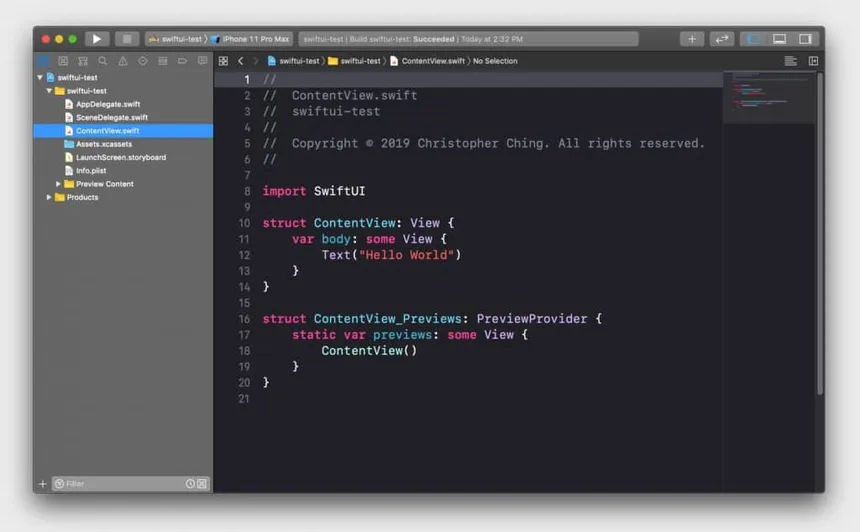 swiftui-test 〉 iPhone 11 Pro Max
swiftui-test | Build swiftui-test: Succeeded | Today at 2:32 PM
swiftui-test 〉 swiftui-test 〉 ContentView.swift 〉 No Selection
swiftui-test
swiftui-test
AppDelegate.swift
SceneDelegate.swift
ContentView.swift
Assets.xcassets
LaunchScreen.storyboard
Info.plist
Preview Content
Products
Filter
1 //
2 //  ContentView.swift
3 //  swiftui-test
4 //
5 //  Copyright © 2019 Christopher Ching. All rights reserved.
6 //
7
8 import SwiftUI
9
10 struct ContentView: View {
11     var body: some View {
12         Text("Hello World")
13     }
14 }
15
16 struct ContentView_Previews: PreviewProvider {
17     static var previews: some View {
18         ContentView()
19     }
20 }
21